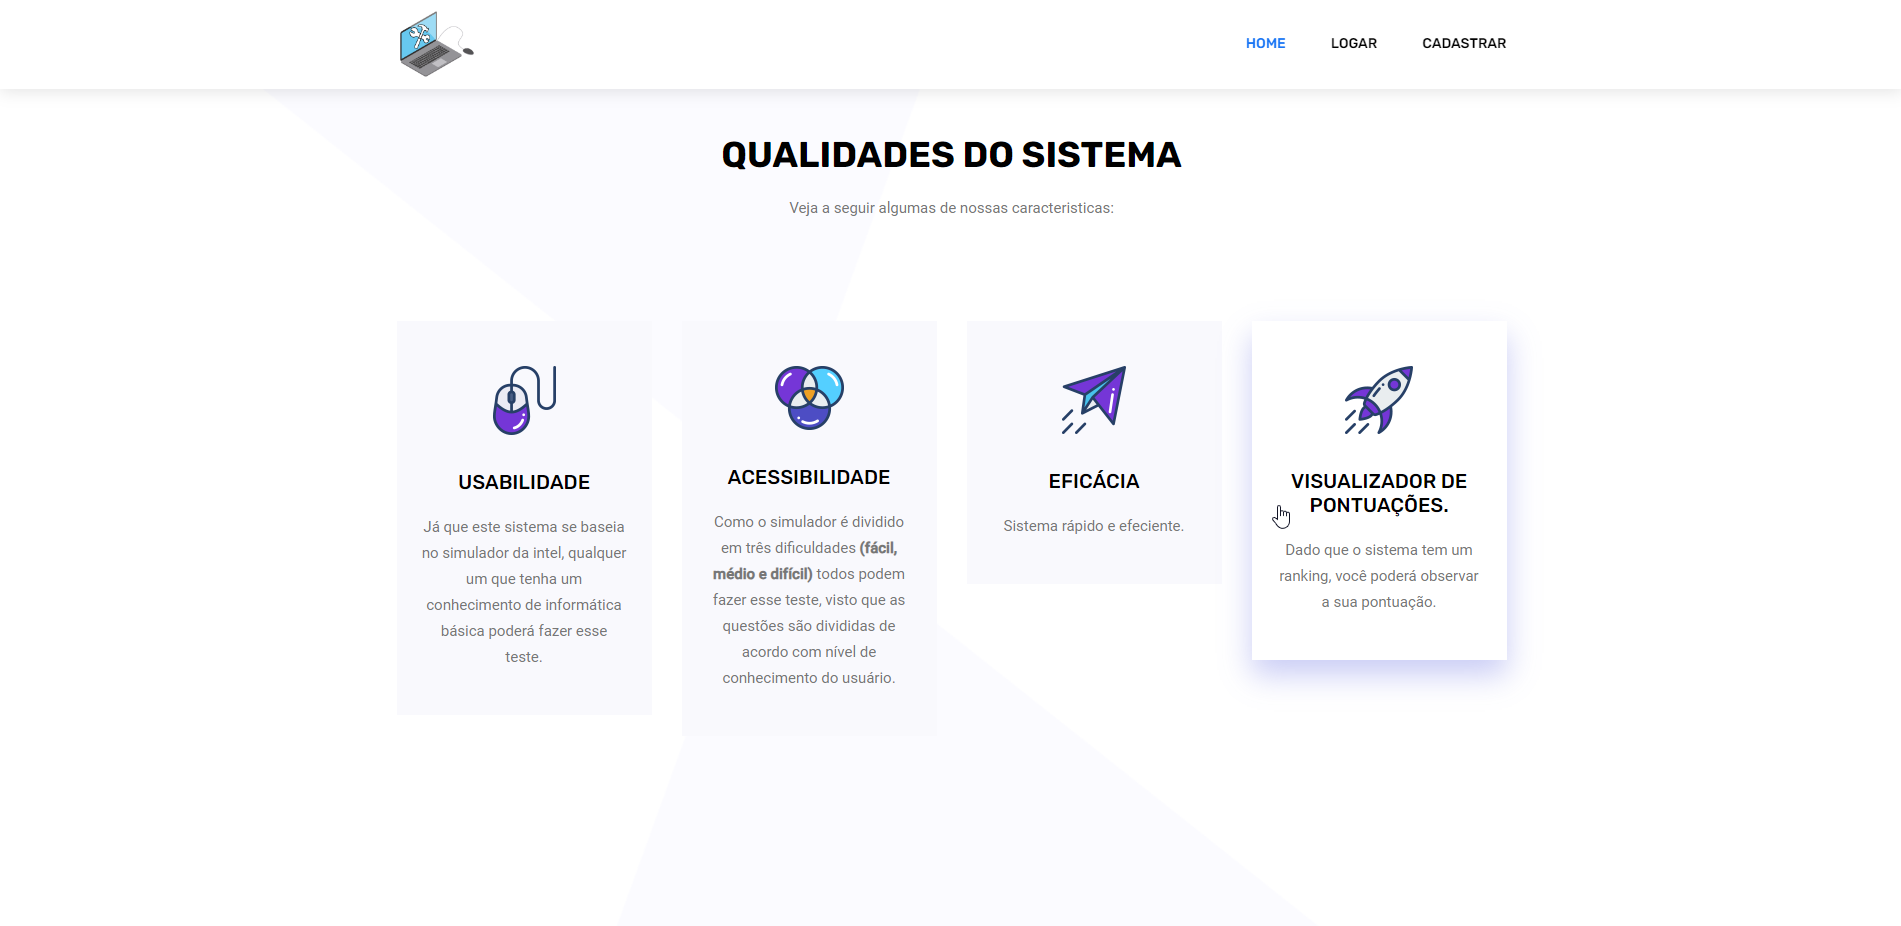 HOME LOGAR CADASTRAR
QUALIDADES DO SISTEMA
Veja a seguir algumas de nossas caracteristicas:
USABILIDADE
Já que este sistema se baseia
no simulador da intel, qualquer
um que tenha um
conhecimento de informática
básica poderá fazer esse
teste.
ACESSIBILIDADE
Como o simulador é dividido
em três dificuldades (fácil,
médio e difícil) todos podem
fazer esse teste, visto que as
questões são divididas de
acordo com nível de
conhecimento do usuário.
EFICÁCIA
Sistema rápido e efeciente.
VISUALIZADOR DE
PONTUAÇÕES.
Dado que o sistema tem um
ranking, você poderá observar
a sua pontuação.